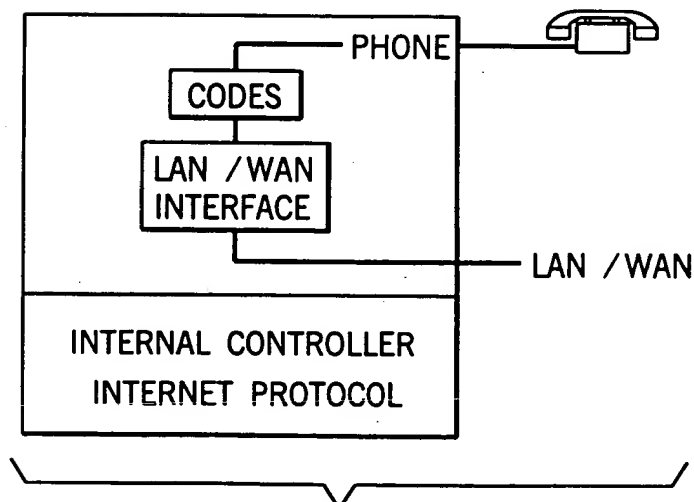 PHONE
CODES
LAN / WAN
INTERFACE
LAN / WAN
INTERNAL CONTROLLER
INTERNET PROTOCOL